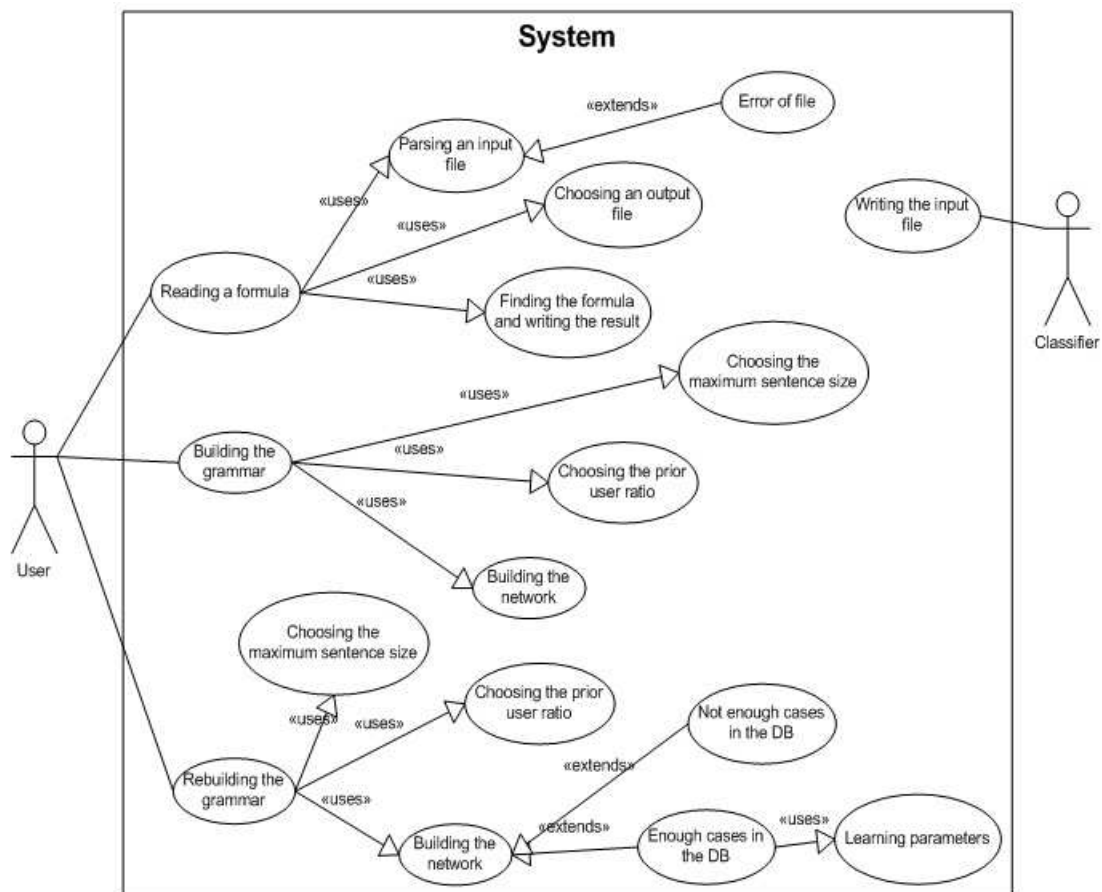 System
«extends»
Error of file
Parsing an input
file
«uses»
Choosing an output
file
«uses»
Writing the input
file
Reading a formula
«uses»
Finding the formula
and writing the result
Classifier
Choosing the
maximum sentence size
«uses»
Building the
grammar
«uses»
Choosing the prior
user ratio
«uses»
User
Building the
network
Choosing the
maximum sentence size
Choosing the prior
user ratio
«uses»
«uses»
Not enough cases
in the DB
«extends»
Rebuilding the
grammar
«uses»
Building the
network
«extends»
Enough cases in
the DB
«uses»
Learning parameters